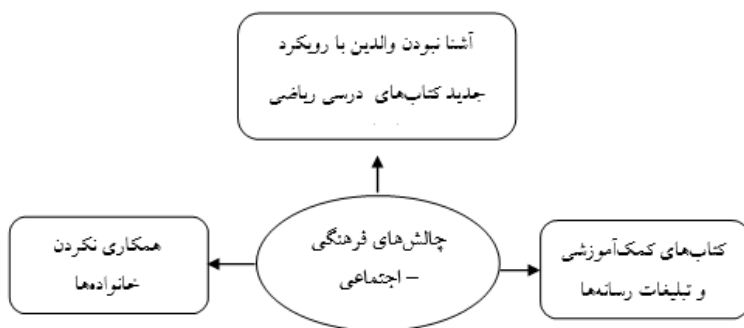 آشنا نبودن والدین با رویکرد
جدید کتاب‌های درسی ریاضی
چالش‌های فرهنگی
– اجتماعی
کتاب‌های کمک‌آموزشی
و تبلیغات رسانه‌ها
همکاری نکردن
خانواده‌ها